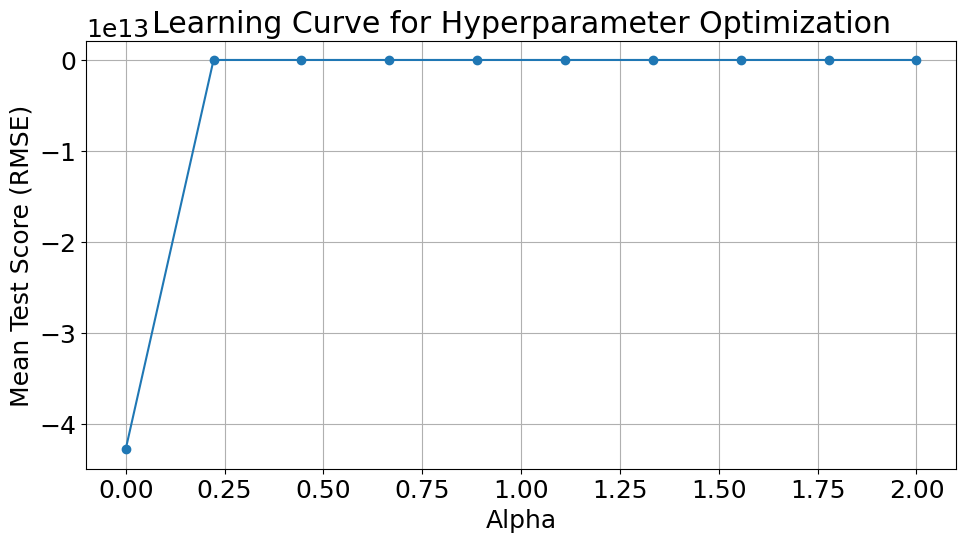 Learning Curve for Hyperparameter Optimization
1e13
0
−1
−2
−3
−4
Mean Test Score (RMSE)
0.00 0.25 0.50 0.75 1.00 1.25 1.50 1.75 2.00
Alpha